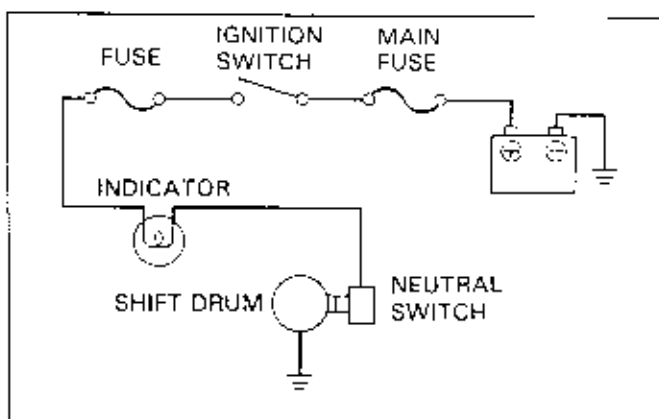 FUSE
IGNITION
SWITCH
MAIN
FUSE
INDICATOR
SHIFT DRUM
NEUTRAL
SWITCH